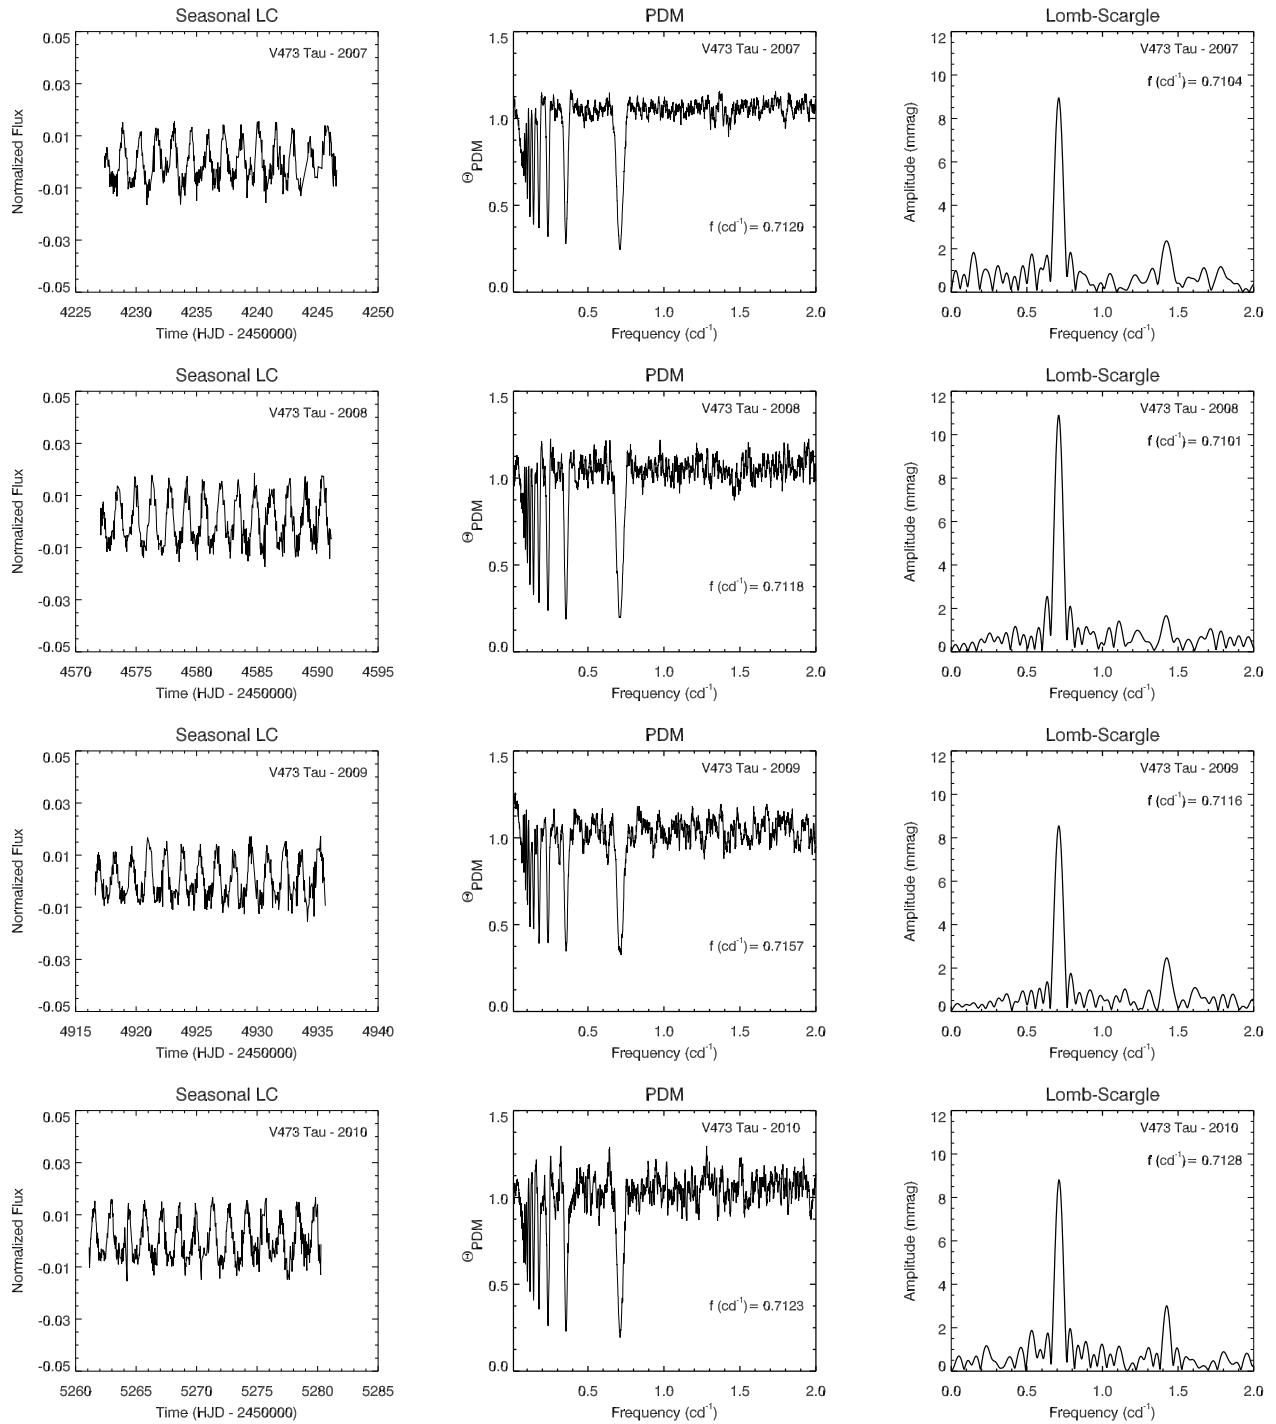 Seasonal LC
V473 Tau - 2007
0.05
0.03
0.01
-0.01
-0.03
-0.05
Normalized Flux
4225 4230 4235 4240 4245 4250
Time (HJD - 2450000)
PDM
V473 Tau - 2007
1.5
1.0
0.5
0.0
Θ_PDM
f (cd⁻¹)= 0.7120
0.5 1.0 1.5 2.0
Frequency (cd⁻¹)
Lomb-Scargle
V473 Tau - 2007
f (cd⁻¹)= 0.7104
12
10
8
6
4
2
0
Amplitude (mmag)
0.0 0.5 1.0 1.5 2.0
Frequency (cd⁻¹)
Seasonal LC
V473 Tau - 2008
0.05
0.03
0.01
-0.01
-0.03
-0.05
Normalized Flux
4570 4575 4580 4585 4590 4595
Time (HJD - 2450000)
PDM
V473 Tau - 2008
1.5
1.0
0.5
0.0
Θ_PDM
f (cd⁻¹)= 0.7118
0.5 1.0 1.5 2.0
Frequency (cd⁻¹)
Lomb-Scargle
V473 Tau - 2008
f (cd⁻¹)= 0.7101
12
10
8
6
4
2
0
Amplitude (mmag)
0.0 0.5 1.0 1.5 2.0
Frequency (cd⁻¹)
Seasonal LC
V473 Tau - 2009
0.05
0.03
0.01
-0.01
-0.03
-0.05
Normalized Flux
4915 4920 4925 4930 4935 4940
Time (HJD - 2450000)
PDM
V473 Tau - 2009
1.5
1.0
0.5
0.0
Θ_PDM
f (cd⁻¹)= 0.7157
0.5 1.0 1.5 2.0
Frequency (cd⁻¹)
Lomb-Scargle
V473 Tau - 2009
f (cd⁻¹)= 0.7116
12
10
8
6
4
2
0
Amplitude (mmag)
0.0 0.5 1.0 1.5 2.0
Frequency (cd⁻¹)
Seasonal LC
V473 Tau - 2010
0.05
0.03
0.01
-0.01
-0.03
-0.05
Normalized Flux
5260 5265 5270 5275 5280 5285
Time (HJD - 2450000)
PDM
V473 Tau - 2010
1.5
1.0
0.5
0.0
Θ_PDM
f (cd⁻¹)= 0.7123
0.5 1.0 1.5 2.0
Frequency (cd⁻¹)
Lomb-Scargle
V473 Tau - 2010
f (cd⁻¹)= 0.7128
12
10
8
6
4
2
0
Amplitude (mmag)
0.0 0.5 1.0 1.5 2.0
Frequency (cd⁻¹)